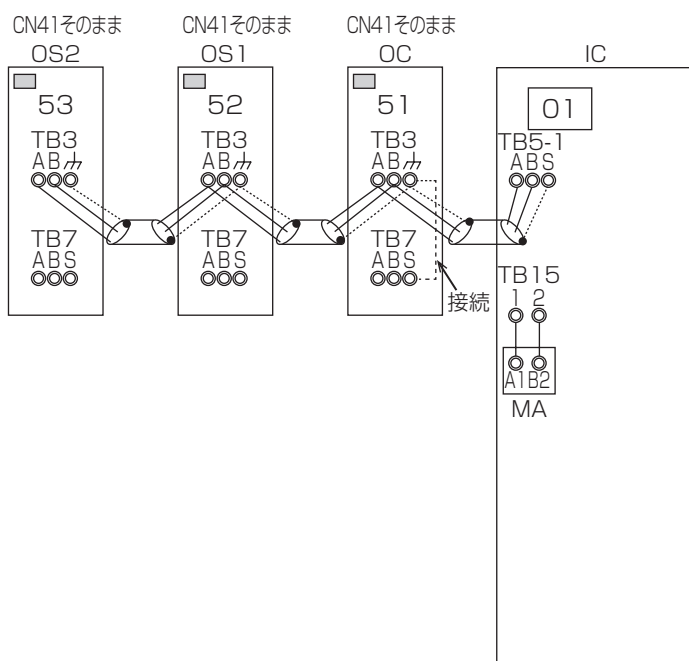 CN41そのまま CN41そのまま CN41そのまま
OS2 OS1 OC IC
53 52 51 01
TB3 TB3 TB3 TB5-1
AB AB AB ABS
TB7 TB7 TB7
ABS ABS ABS
TB15
接続
1 2
A1B2
MA